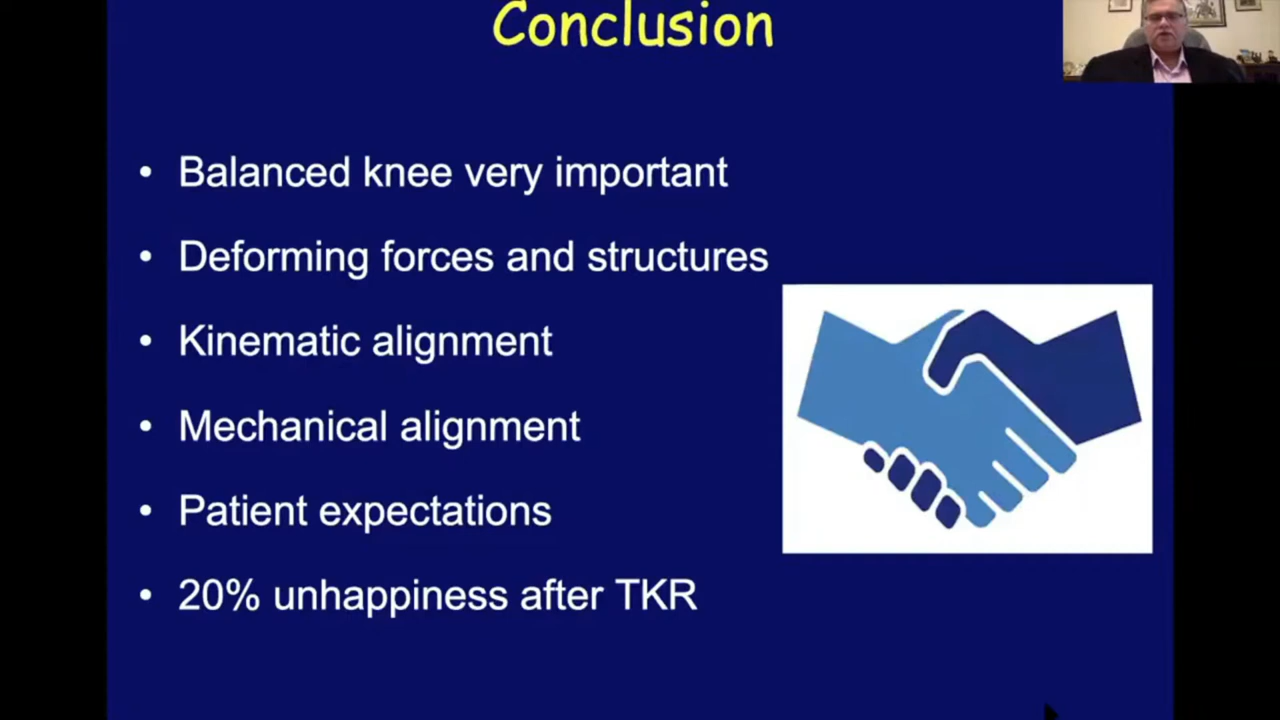 Conclusion
• Balanced knee very important
• Deforming forces and structures
• Kinematic alignment
• Mechanical alignment
• Patient expectations
• 20% unhappiness after TKR